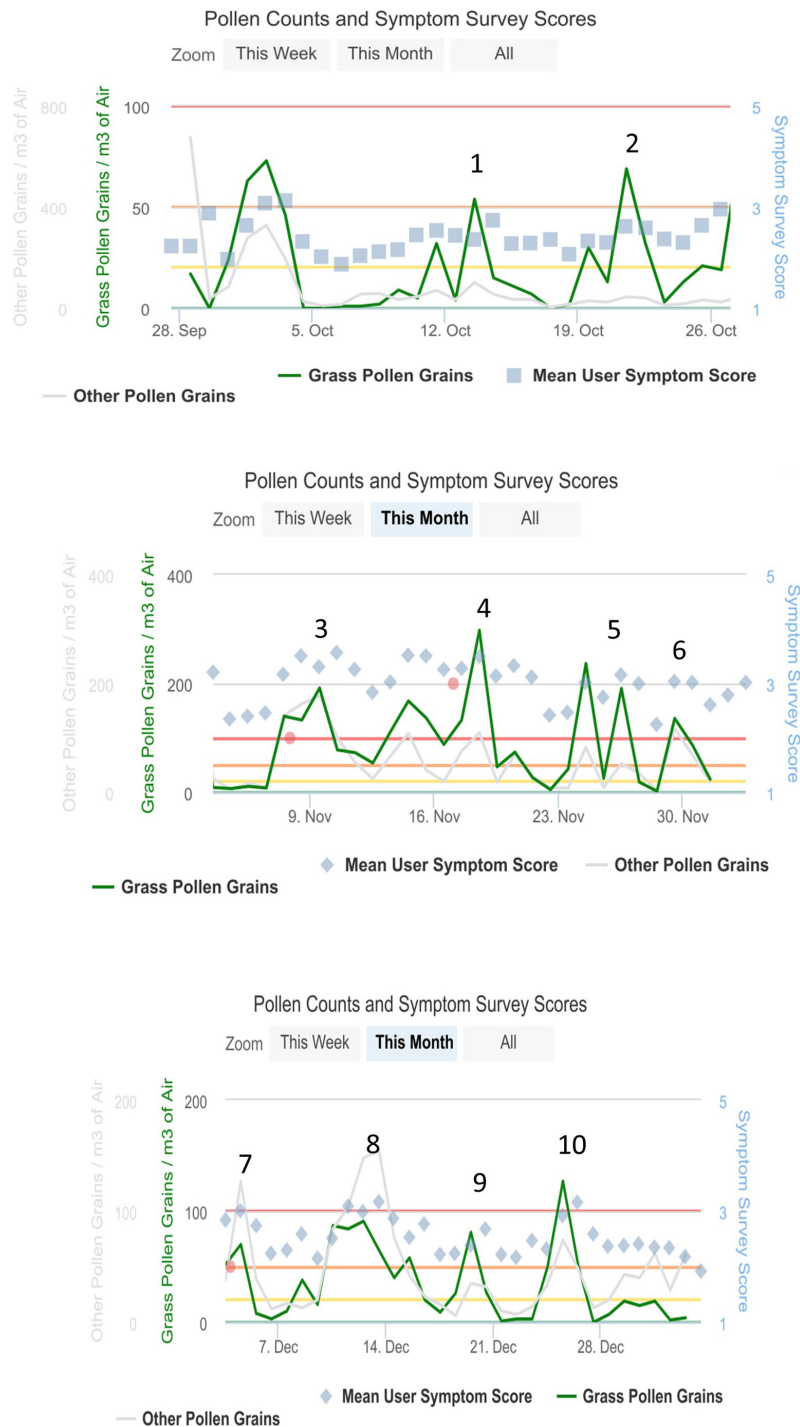 Pollen Counts and Symptom Survey Scores
Zoom This Week This Month All
Other Pollen Grains / m3 of Air
Grass Pollen Grains / m3 of Air
800 100 5
400 50 3
0 0 1
Symptom Survey Score
1
2
28. Sep 5. Oct 12. Oct 19. Oct 26. Oct
Grass Pollen Grains Mean User Symptom Score
Other Pollen Grains
Pollen Counts and Symptom Survey Scores
Zoom This Week This Month All
Other Pollen Grains / m3 of Air
Grass Pollen Grains / m3 of Air
400 400 5
200 200 3
0 0 1
Symptom Survey Score
3
4
5
6
9. Nov 16. Nov 23. Nov 30. Nov
Mean User Symptom Score Other Pollen Grains
Grass Pollen Grains
Pollen Counts and Symptom Survey Scores
Zoom This Week This Month All
Other Pollen Grains / m3 of Air
Grass Pollen Grains / m3 of Air
200 200 5
100 100 3
0 0 1
Symptom Survey Score
7
8
9
10
7. Dec 14. Dec 21. Dec 28. Dec
Mean User Symptom Score Grass Pollen Grains
Other Pollen Grains